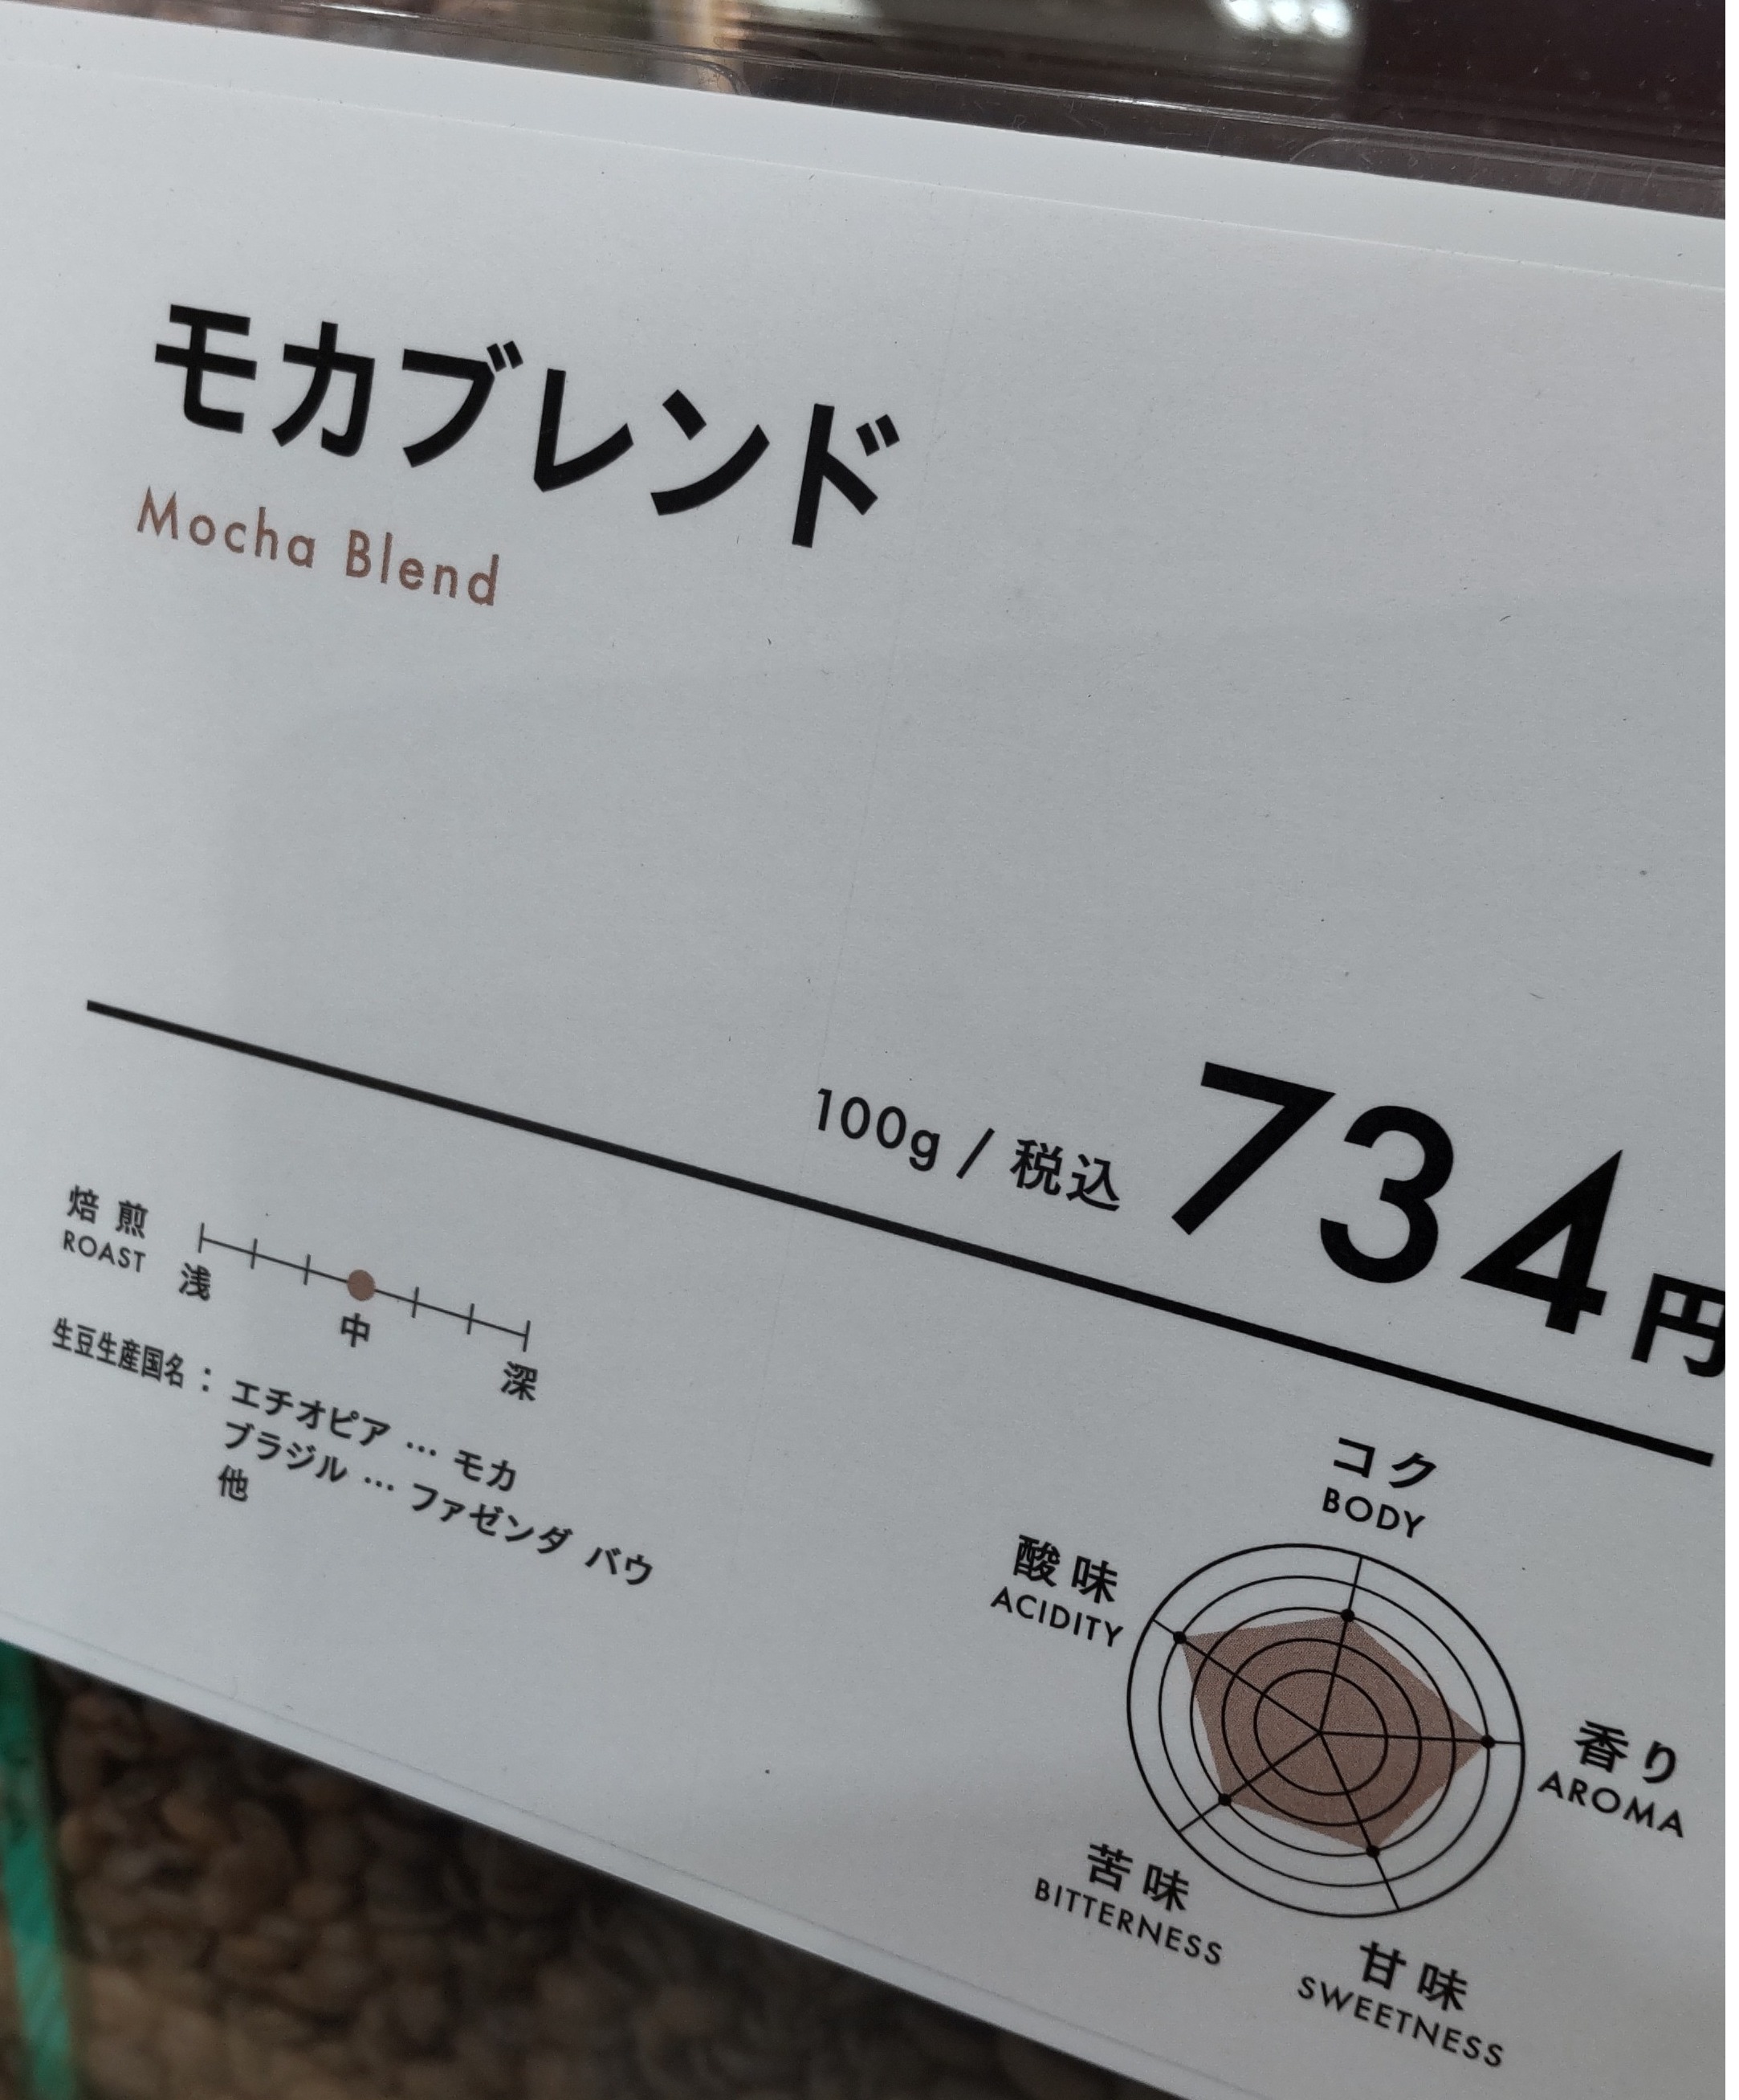 モカブレンド
Mocha Blend
100g / 税込 734円
焙煎
ROAST
浅
中
深
生豆生産国名：エチオピア … モカ
ブラジル … ファゼンダ バウ
他
コク
BODY
酸味
ACIDITY
香り
AROMA
苦味
BITTERNESS
甘味
SWEETNESS